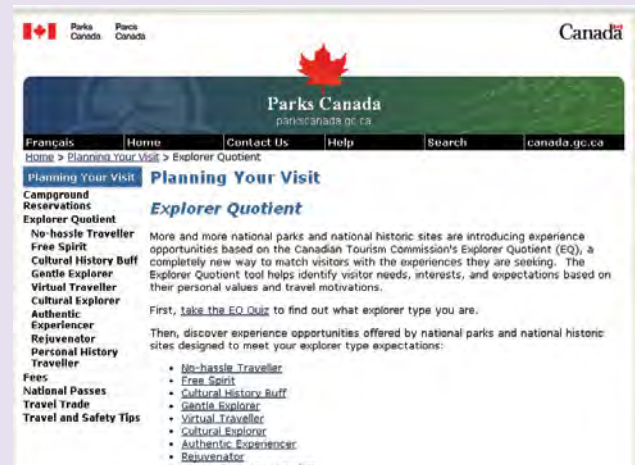 Parks Canada
Parcs Canada
Canada
Parks Canada
parkscanada.gc.ca
Français Home Contact Us Help Search canada.gc.ca
Home > Planning Your Visit > Explorer Quotient
Planning Your Visit
Campground
Reservations
Explorer Quotient
No-hassle Traveller
Free Spirit
Cultural History Buff
Gentle Explorer
Virtual Traveller
Cultural Explorer
Authentic
Experiencer
Rejuvenator
Personal History
Traveller
Fees
National Passes
Travel Trade
Travel and Safety Tips
Planning Your Visit
Explorer Quotient
More and more national parks and national historic sites are introducing experience
opportunities based on the Canadian Tourism Commission's Explorer Quotient (EQ), a
completely new way to match visitors with the experiences they are seeking. The
Explorer Quotient tool helps identify visitor needs, interests, and expectations based on
their personal values and travel motivations.
First, take the EQ Quiz to find out what explorer type you are.
Then, discover experience opportunities offered by national parks and national historic
sites designed to meet your explorer type expectations:
• No-hassle Traveller
• Free Spirit
• Cultural History Buff
• Gentle Explorer
• Virtual Traveller
• Cultural Explorer
• Authentic Experiencer
• Rejuvenator